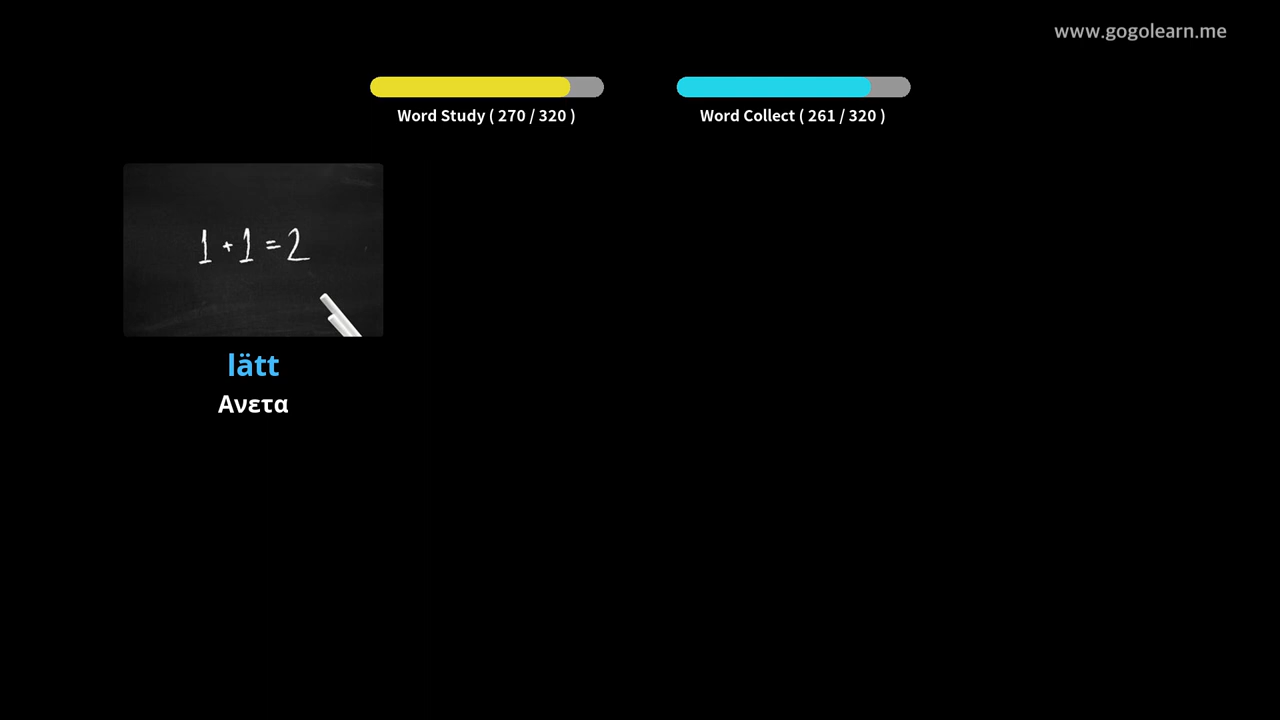 www.gogolearn.me
Word Study ( 270 / 320 )
Word Collect ( 261 / 320 )
1 + 1 = 2
lätt
Ανετα